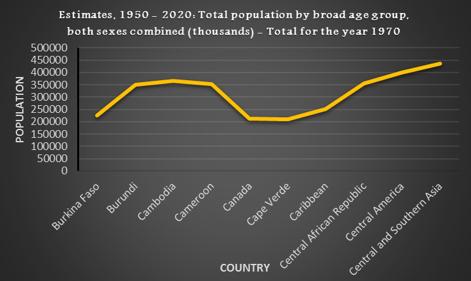 Estimates, 1950 - 2020: Total population by broad age group,
both sexes combined (thousands) - Total for the year 1970
500000
450000
400000
350000
300000
250000
200000
150000
100000
50000
0
POPULATION
Burkina Faso
Burundi
Cambodia
Cameroon
Canada
Cape Verde
Caribbean
Central African Republic
Central America
Central and Southern Asia
COUNTRY